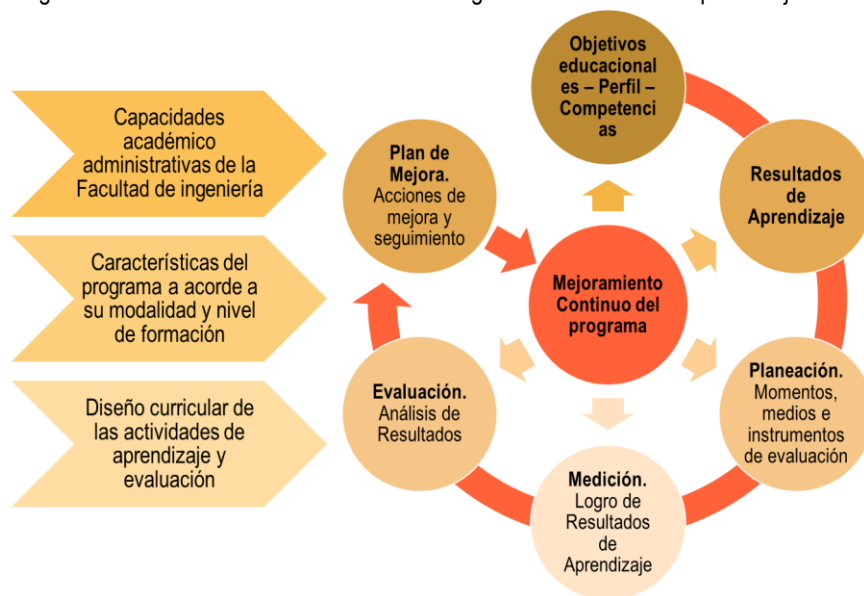 Capacidades
académico
administrativas de la
Facultad de ingeniería
Características del
programa a acorde a
su modalidad y nivel
de formación
Diseño curricular de
las actividades de
aprendizaje y
evaluación
Objetivos
educacional
es – Perfil –
Competenci
as
Resultados
de
Aprendizaje
Planeación.
Momentos,
medios e
instrumentos
de evaluación
Medición.
Logro de
Resultados
de
Aprendizaje
Evaluación.
Análisis de
Resultados
Plan de
Mejora.
Acciones de
mejora y
seguimiento
Mejoramiento
Continuo del
programa